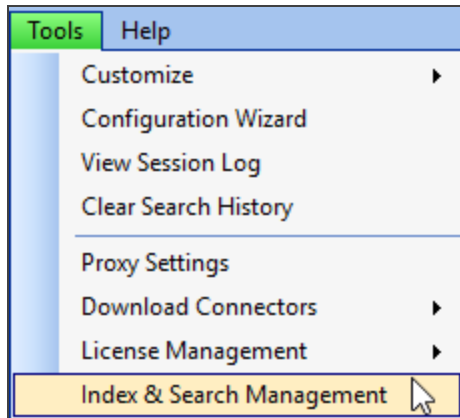 Tools Help
Customize
Configuration Wizard
View Session Log
Clear Search History
Proxy Settings
Download Connectors
License Management
Index & Search Management